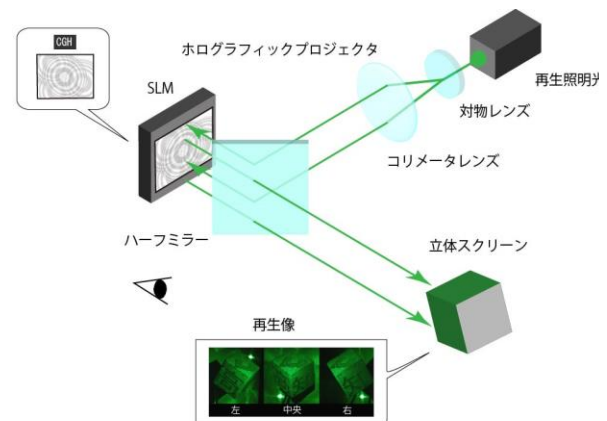 CGH
ホログラフィックプロジェクタ
SLM
再生照明光
対物レンズ
コリメータレンズ
ハーフミラー
立体スクリーン
再生像
左
中央
右